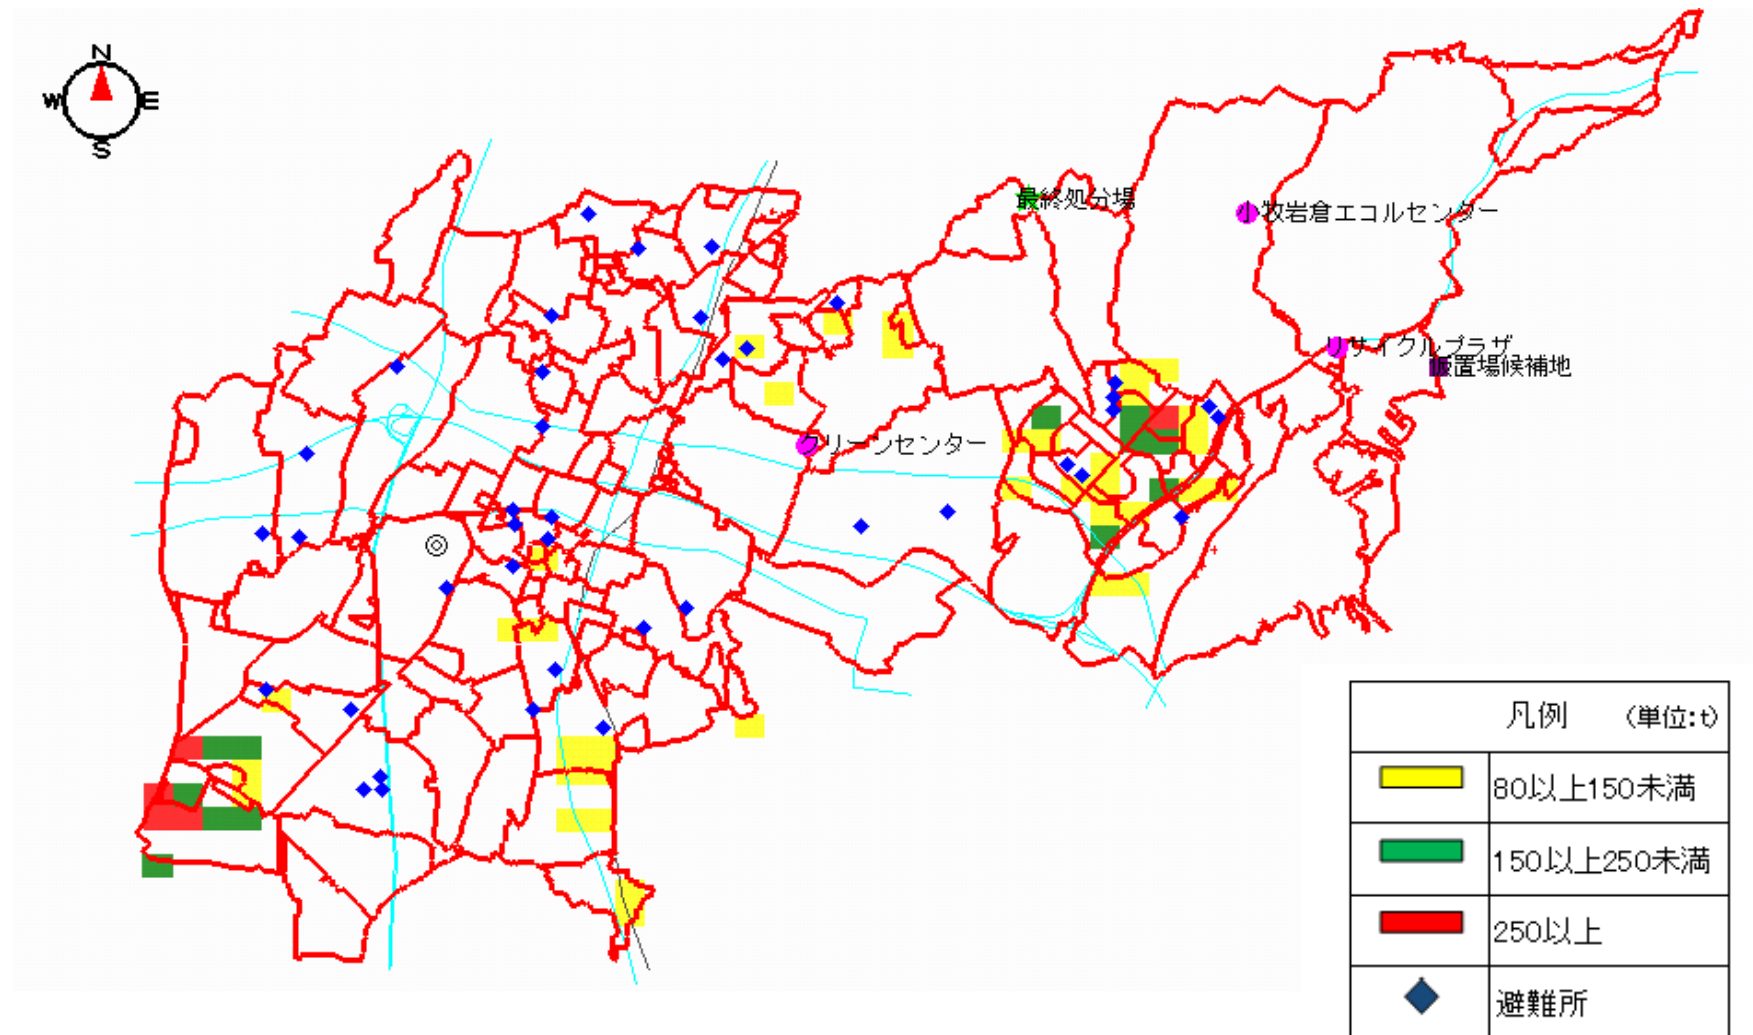 N
W E
S
最終処分場
小牧岩倉エコルセンター
リサイクルプラザ
仮置場候補地
クリーンセンター
凡例 (単位:t)
80以上150未満
150以上250未満
250以上
避難所